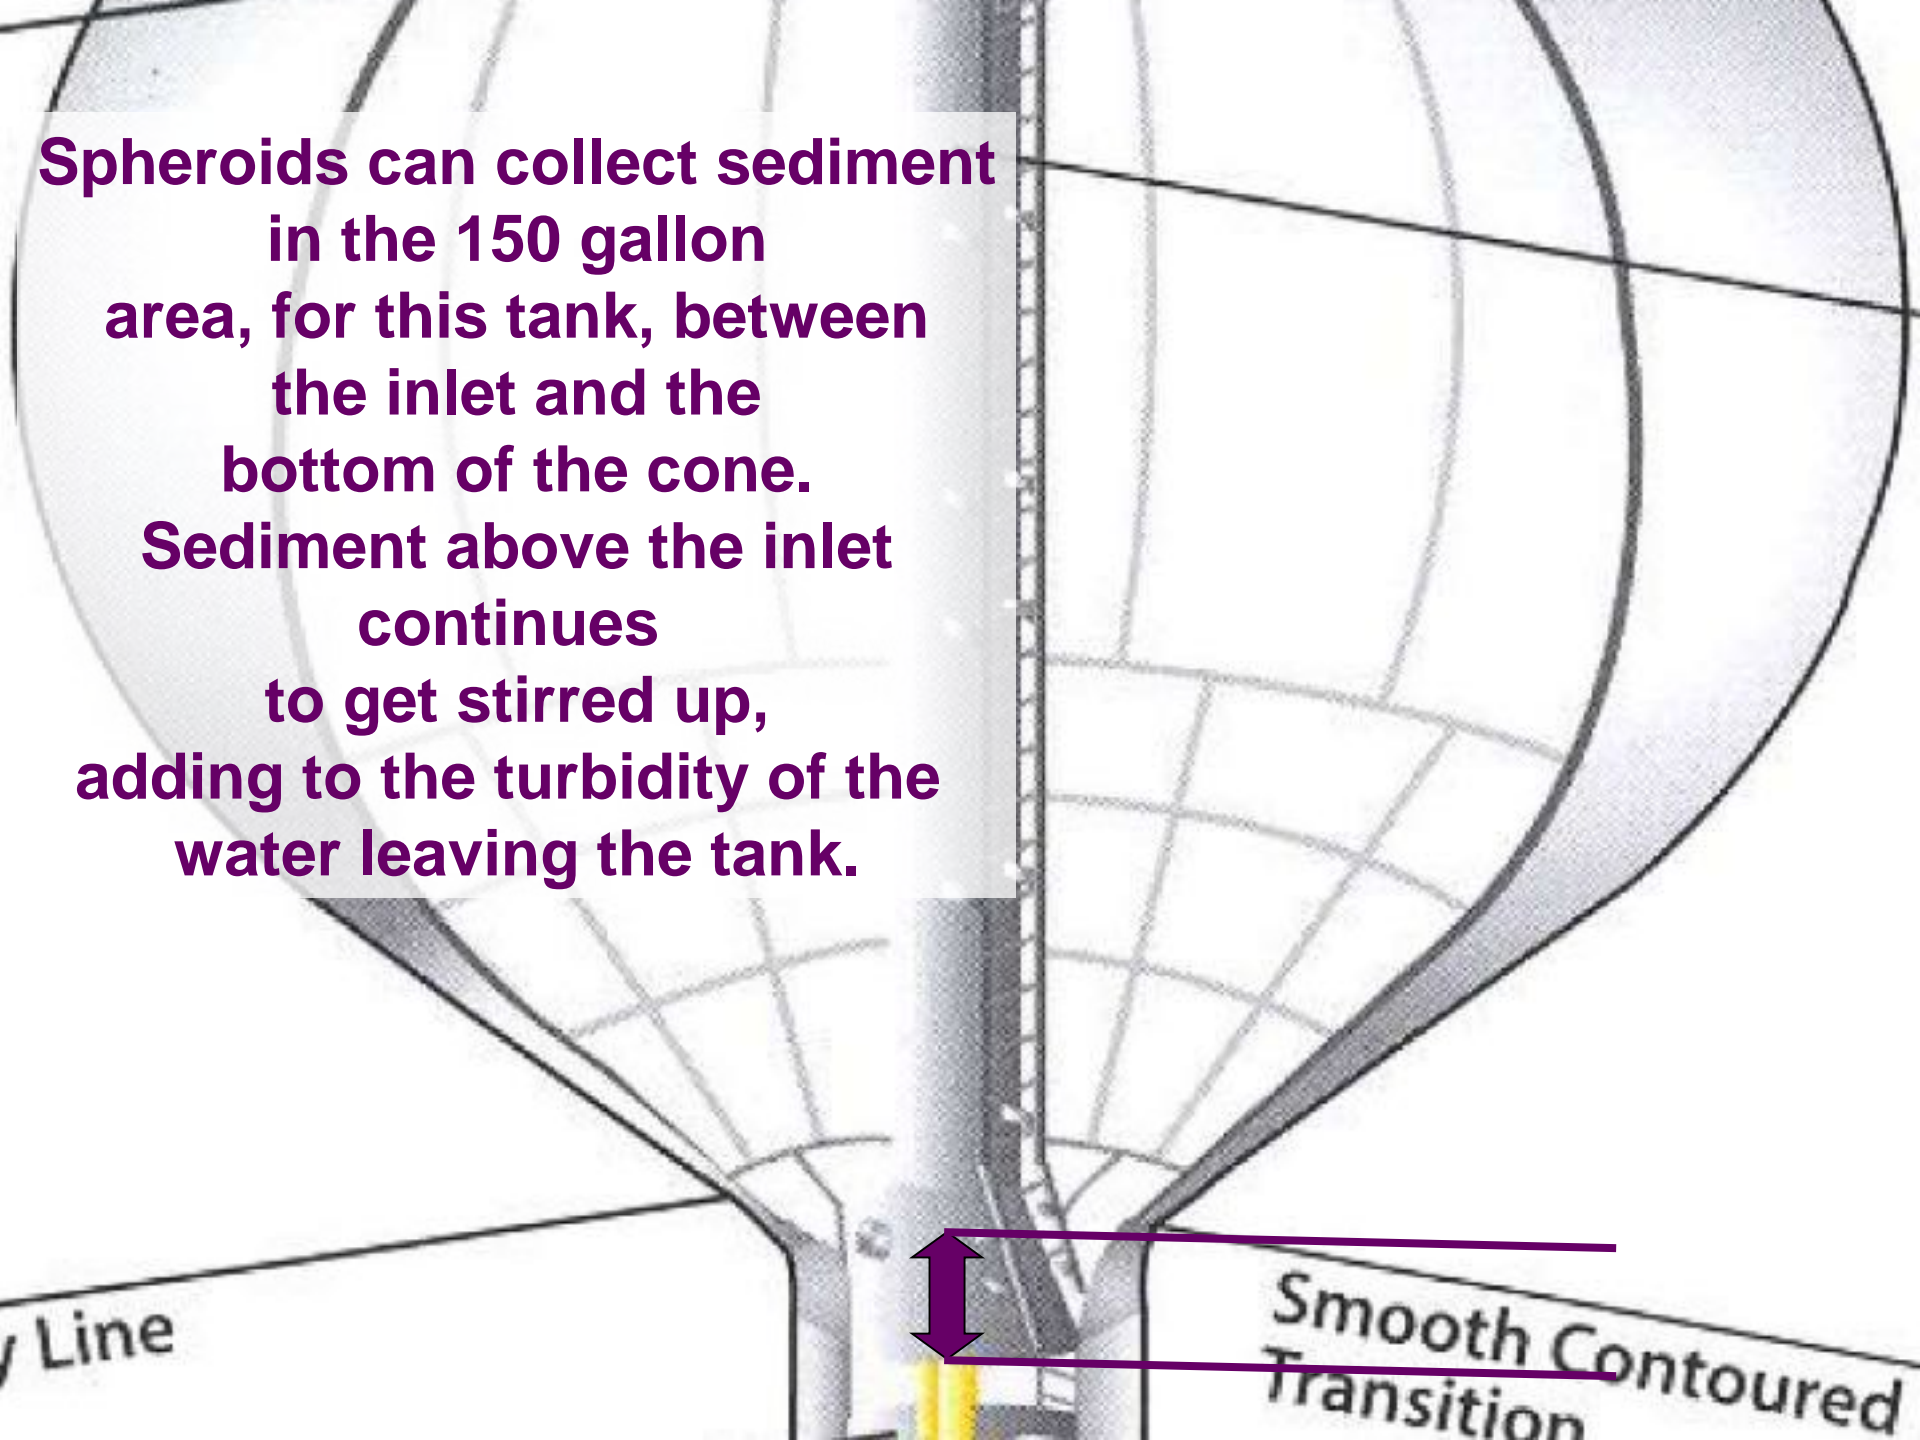 Spheroids can collect sediment
in the 150 gallon
area, for this tank, between
the inlet and the
bottom of the cone.
Sediment above the inlet
continues
to get stirred up,
adding to the turbidity of the
water leaving the tank.
Line
Smooth Contoured
Transition